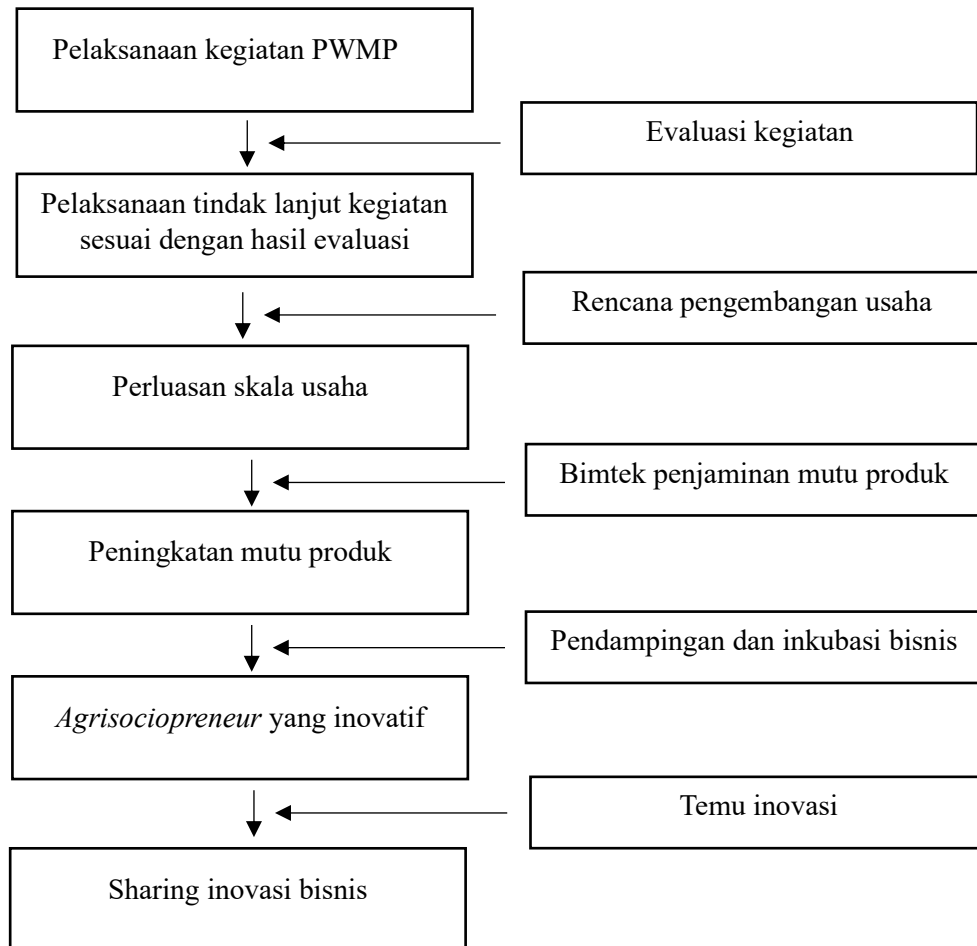 Pelaksanaan kegiatan PWMP
Evaluasi kegiatan
Pelaksanaan tindak lanjut kegiatan
sesuai dengan hasil evaluasi
Rencana pengembangan usaha
Perluasan skala usaha
Bimtek penjaminan mutu produk
Peningkatan mutu produk
Pendampingan dan inkubasi bisnis
Agrisociopreneur yang inovatif
Temu inovasi
Sharing inovasi bisnis